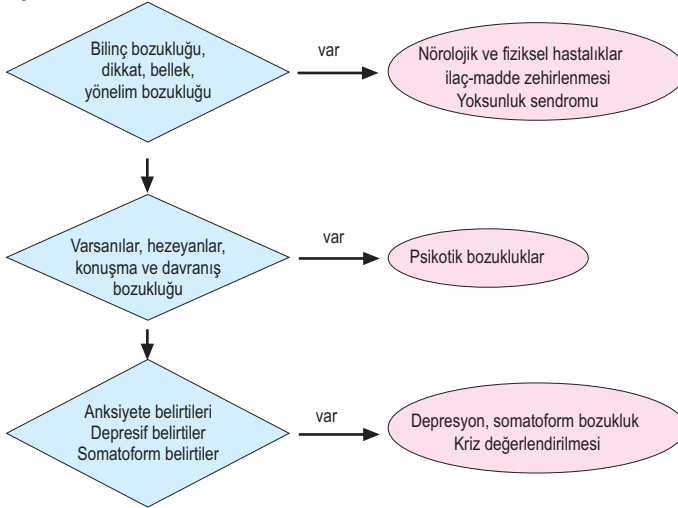 Bilinç bozukluğu,
dikkat, bellek,
yönelim bozukluğu
var
Nörolojik ve fiziksel hastalıklar
ilaç-madde zehirlenmesi
Yoksunluk sendromu
Varsanılar, hezeyanlar,
konuşma ve davranış
bozukluğu
var
Psikotik bozukluklar
Anksiyete belirtileri
Depresif belirtiler
Somatoform belirtiler
var
Depresyon, somatoform bozukluk
Kriz değerlendirilmesi